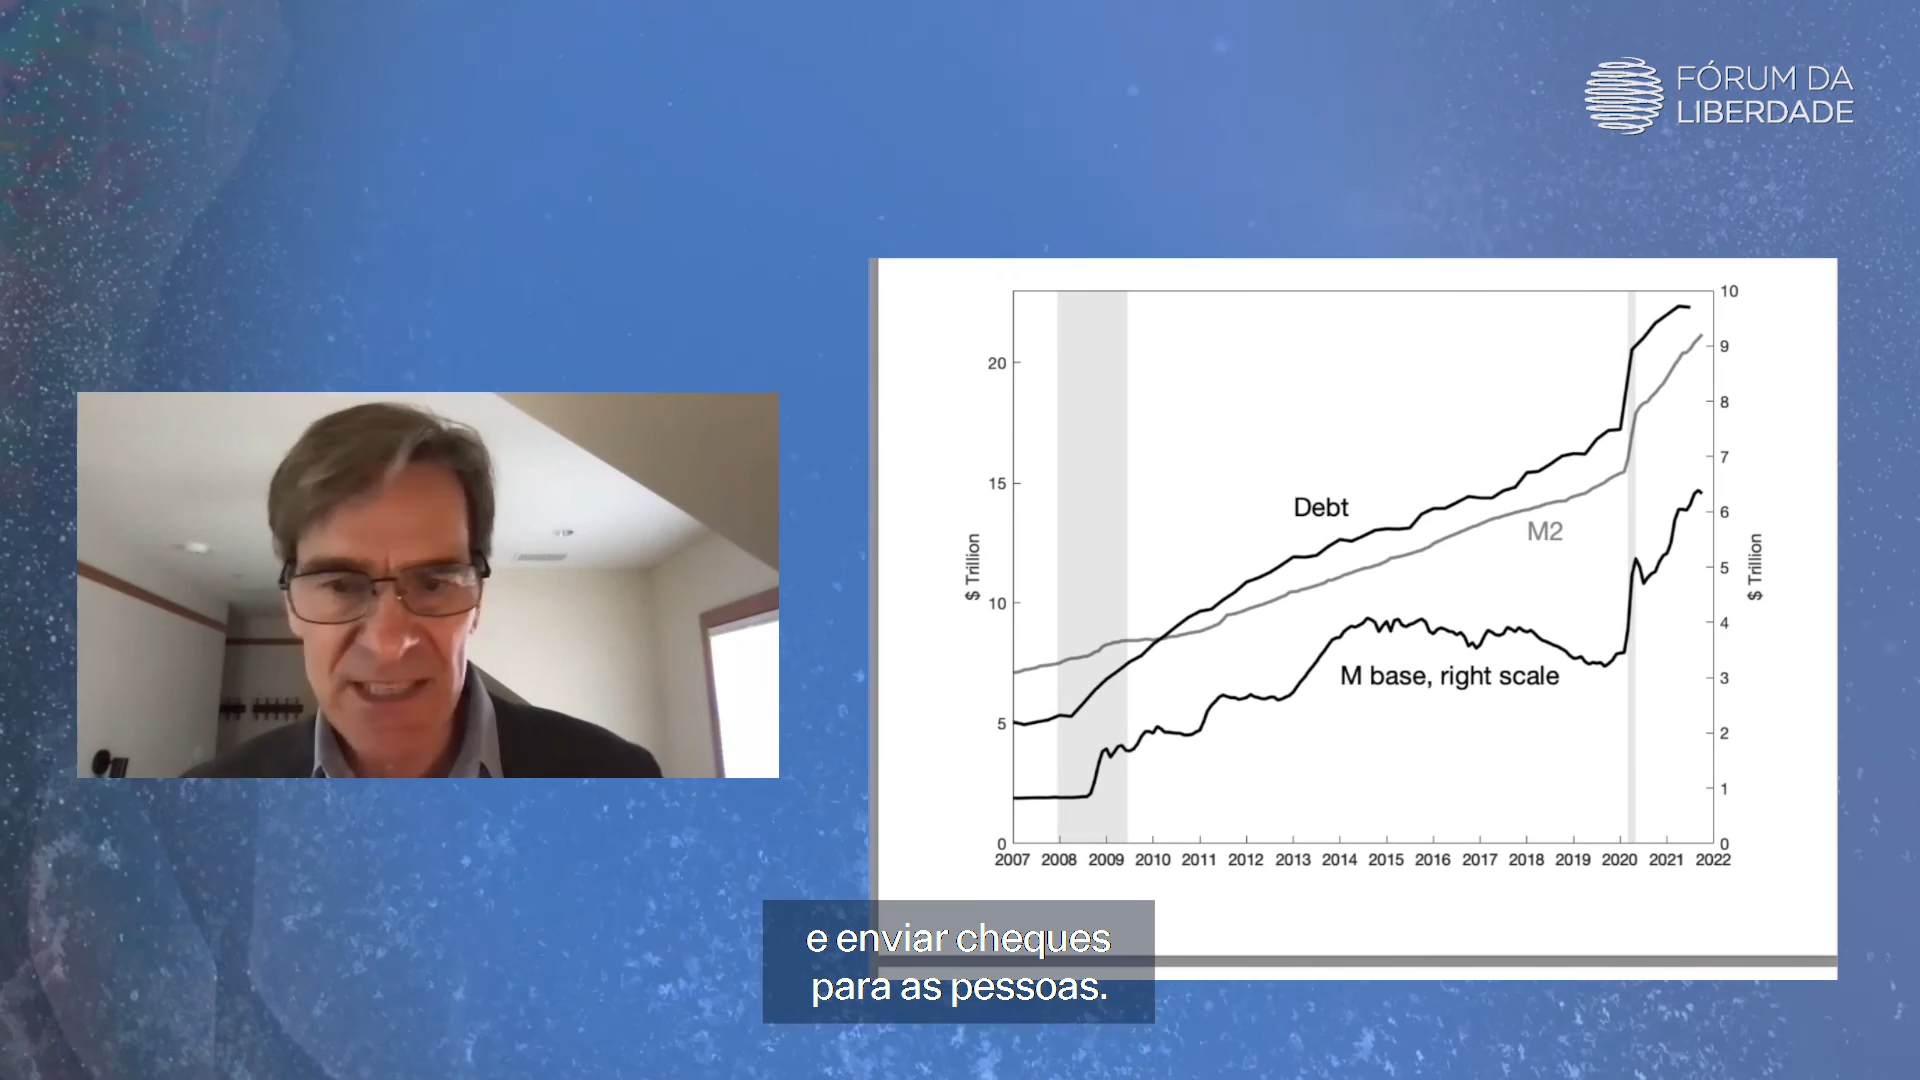 FÓRUM DA
LIBERDADE
10
9
8
7
6
5
4
3
2
1
0
$ Trillion
20
15
10
5
0
$ Trillion
Debt
M2
M base, right scale
2007 2008 2009 2010 2011 2012 2013 2014 2015 2016 2017 2018 2019 2020 2021 2022
e enviar cheques
para as pessoas.